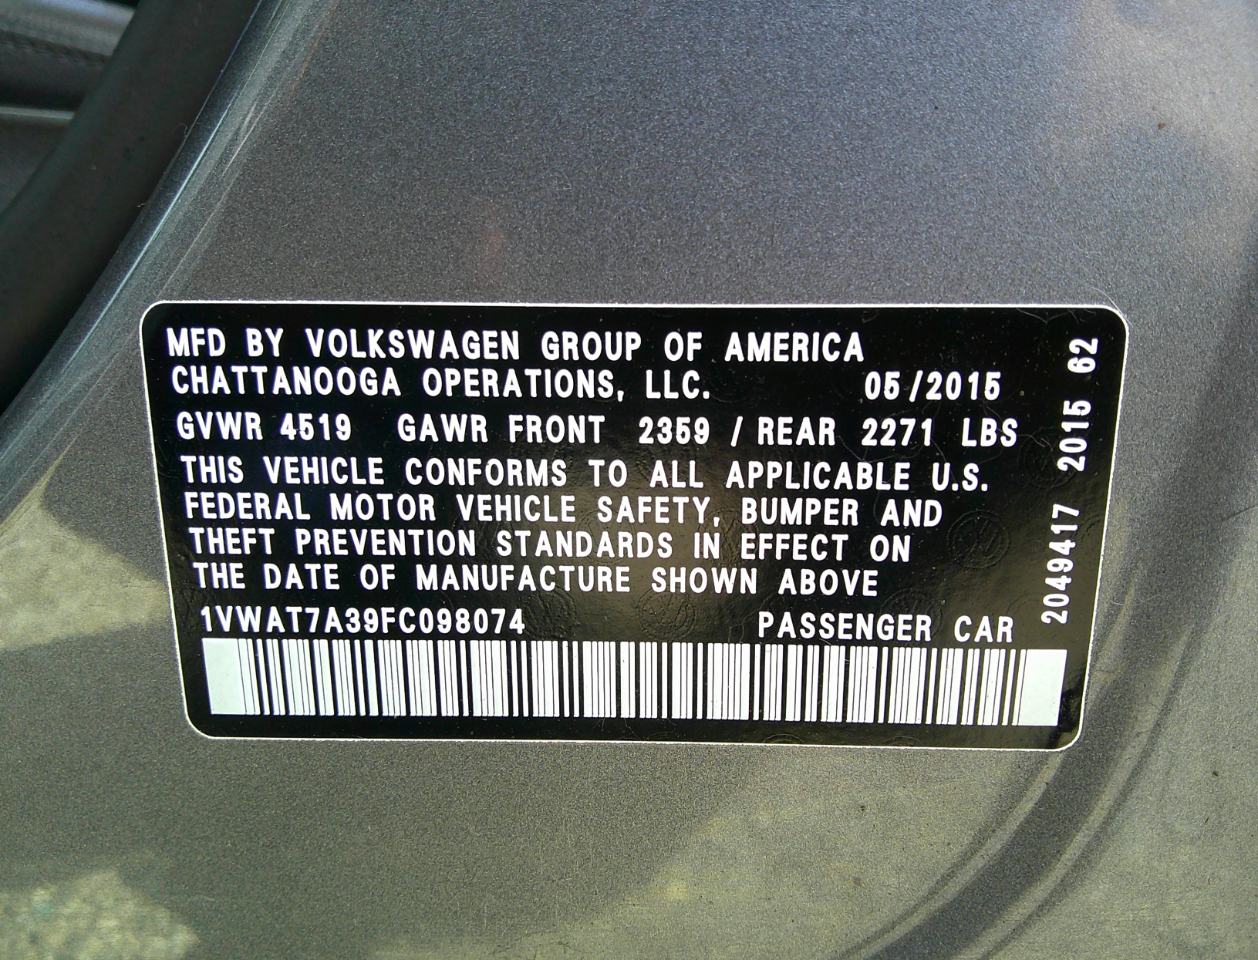 MFD BY VOLKSWAGEN GROUP OF AMERICA
CHATTANOOGA OPERATIONS, LLC. 05/2015
GVWR 4519 GAWR FRONT 2359 / REAR 2271 LBS
THIS VEHICLE CONFORMS TO ALL APPLICABLE U.S.
FEDERAL MOTOR VEHICLE SAFETY, BUMPER AND
THEFT PREVENTION STANDARDS IN EFFECT ON
THE DATE OF MANUFACTURE SHOWN ABOVE
1VWAT7A39FC098074 PASSENGER CAR
2049417 2015 62